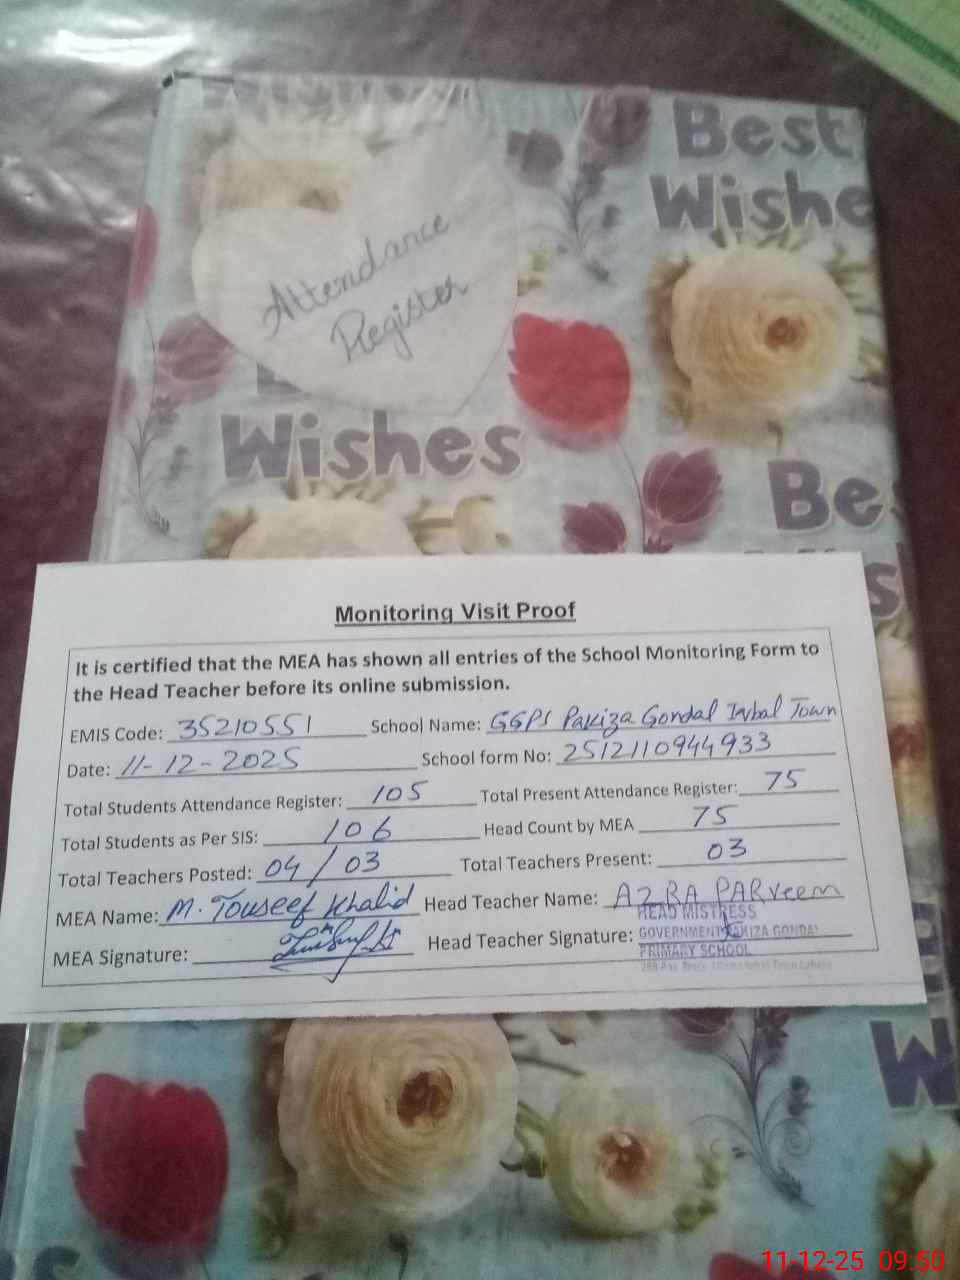 Best
Wishe
Attendance
Register
Wishes
Be
Monitoring Visit Proof
It is certified that the MEA has shown all entries of the School Monitoring Form to
the Head Teacher before its online submission.
EMIS Code: 35210551 School Name: GGPS Pakiza Gondal Iqbal Town
Date: 11-12-2025 School form No: 2512110944933
Total Students Attendance Register: 105 Total Present Attendance Register: 75
Total Students as Per SIS: 106 Head Count by MEA 75
Total Teachers Posted: 04/03 Total Teachers Present: 03
MEA Name: M. Touseef Khalid Head Teacher Name: AZRA PARveen
HEAD MISTRESS
MEA Signature: Head Teacher Signature: GOVERNMENT PAKIZA GONDAL
PRIMARY SCHOOL
W
11-12-25 09:50